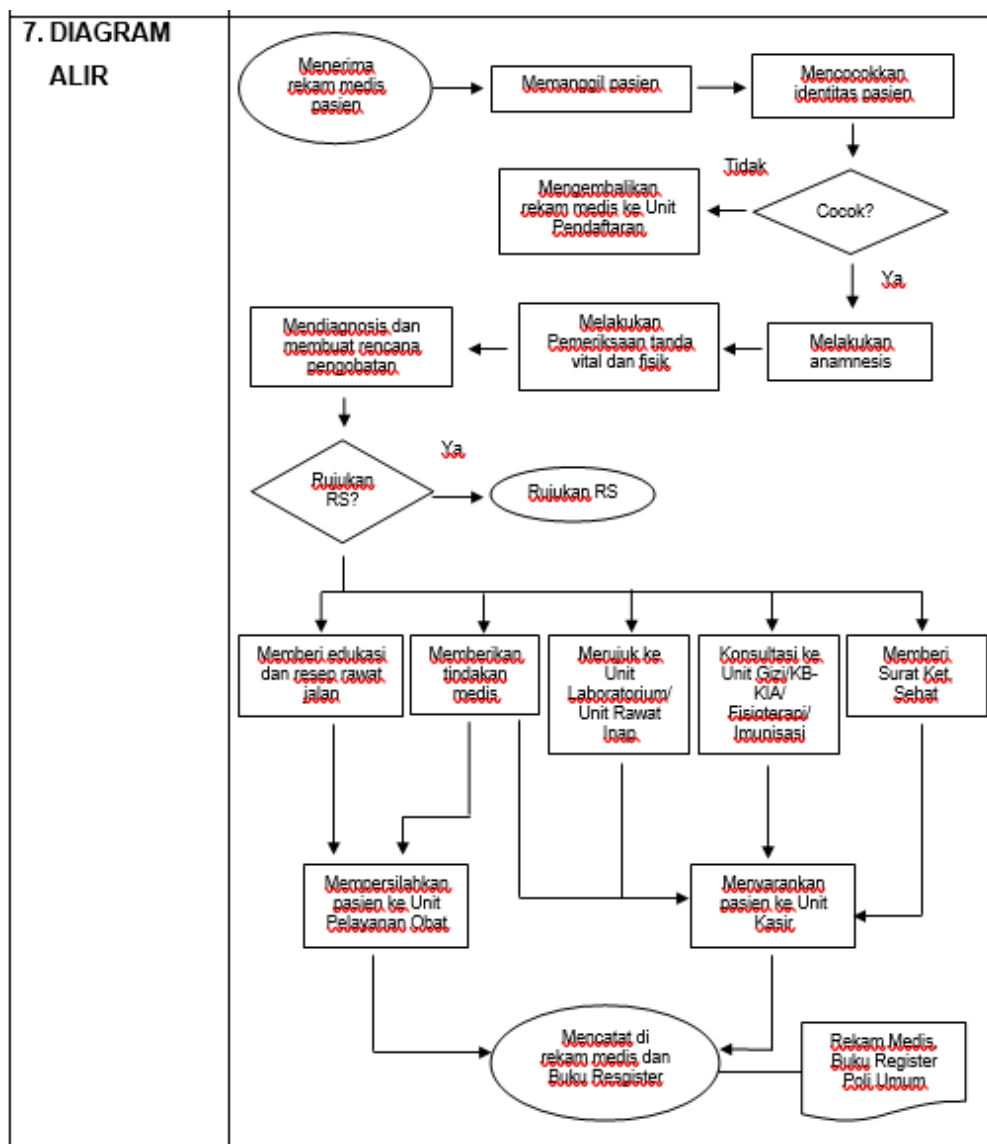 7. DIAGRAM
ALIR
Menerima
rekam medis
pasien
Memanggil pasien
Mencocokkan
identitas pasien
Tidak
Mengembalikan
rekam medis ke Unit
Pendaftaran
Cocok?
Ya
Mendiagnosis dan
membuat rencana
pengobatan
Melakukan
Pemeriksaan tanda
vital dan fisik
Melakukan
anamnesis
Ya
Rujukan
RS?
Rujukan RS
Memberi edukasi
dan resep rawat
jalan
Memberikan
tindakan
medis
Merujuk ke
Unit
Laboratorium/
Unit Rawat
Inap
Konsultasi ke
Unit Gizi/KB-
KIA/
Fisioterapi/
Imunisasi
Memberi
Surat Ket
Sehat
Mempersilahkan
pasien ke Unit
Pelayanan Obat
Menyarankan
pasien ke Unit
Kasir
Mencatat di
rekam medis dan
Buku Resgister
Rekam Medis
Buku Register
Poli Umum